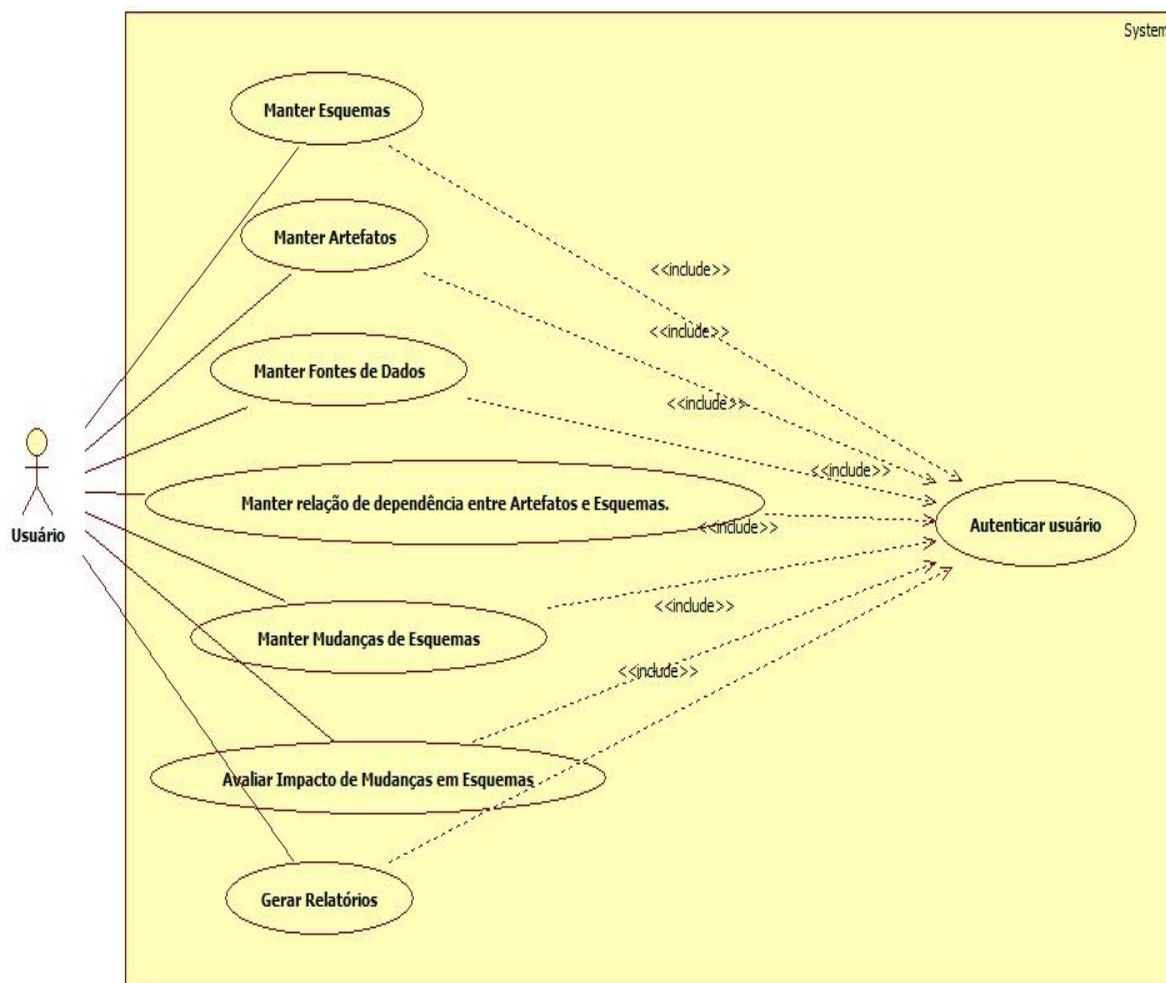 System
Manter Esquemas
Manter Artefatos
<<include>>
<<include>>
Manter Fontes de Dados
<<include>>
<<include>>
Manter relação de dependência entre Artefatos e Esquemas.
Usuário
<<include>>
Autenticar usuário
Manter Mudanças de Esquemas
<<include>>
<<include>>
Avaliar Impacto de Mudanças em Esquemas
Gerar Relatórios